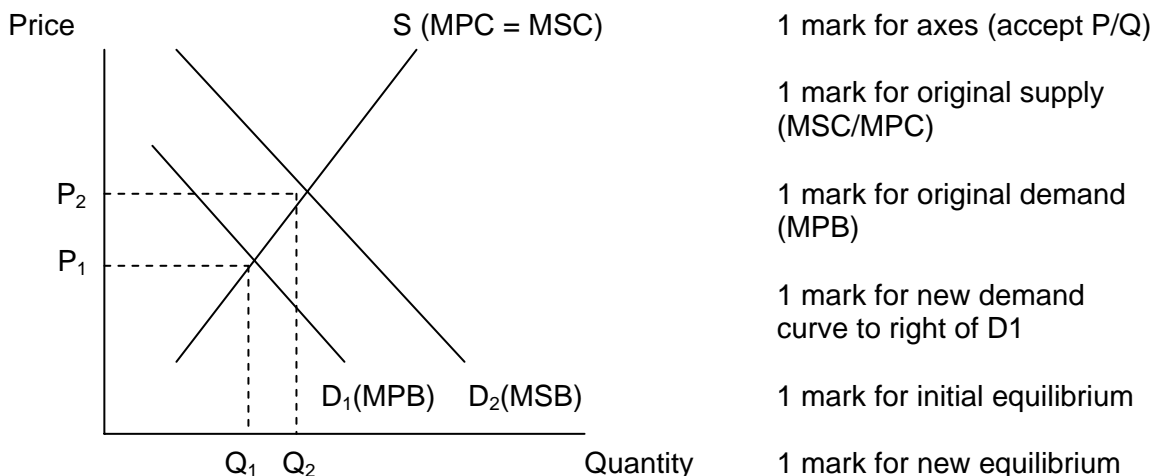 Price
S (MPC = MSC)
P₂
P₁
D₁(MPB)
D₂(MSB)
Q₁
Q₂
Quantity
1 mark for axes (accept P/Q)
1 mark for original supply
(MSC/MPC)
1 mark for original demand
(MPB)
1 mark for new demand
curve to right of D1
1 mark for initial equilibrium
1 mark for new equilibrium